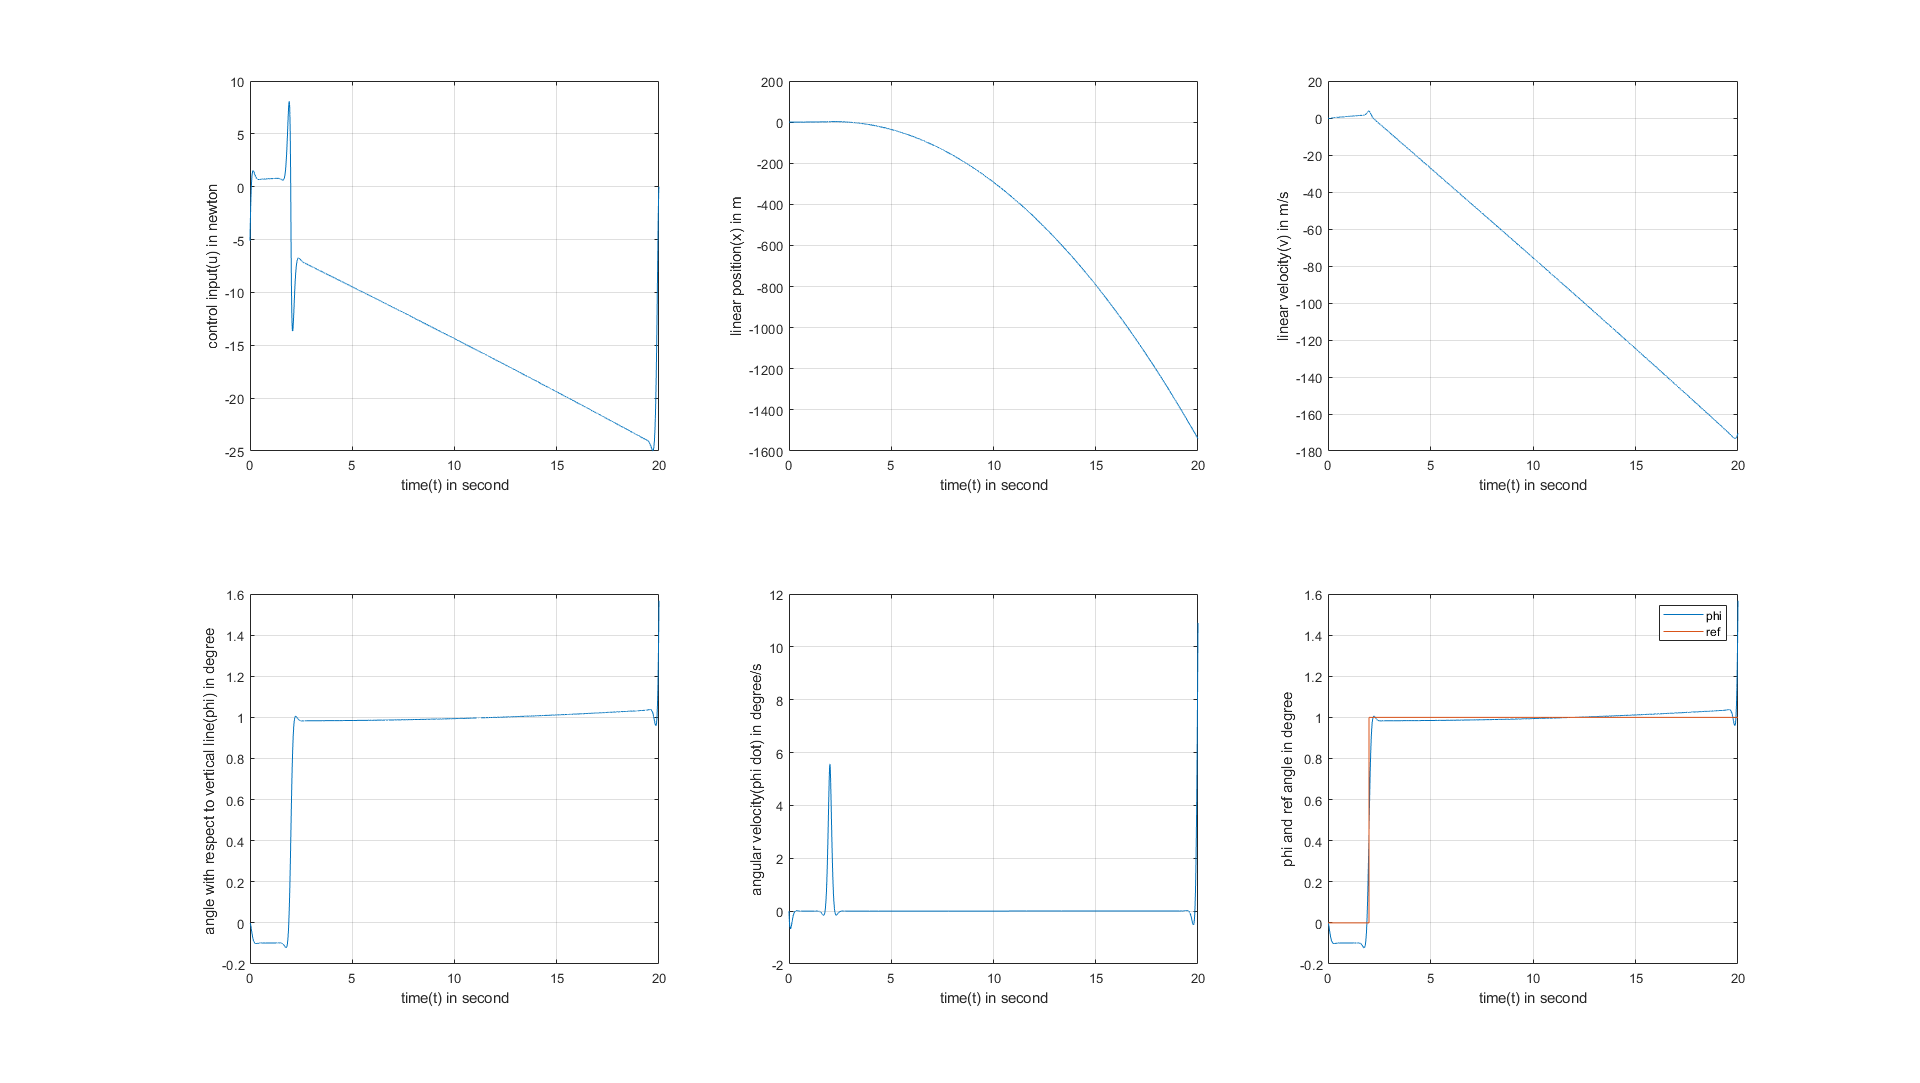 control input(u) in newton
10
5
0
-5
-10
-15
-20
-25
0 5 10 15 20
time(t) in second
linear position(x) in m
200
0
-200
-400
-600
-800
-1000
-1200
-1400
-1600
0 5 10 15 20
time(t) in second
linear velocity(v) in m/s
20
0
-20
-40
-60
-80
-100
-120
-140
-160
-180
0 5 10 15 20
time(t) in second
angle with respect to vertical line(phi) in degree
1.6
1.4
1.2
1
0.8
0.6
0.4
0.2
0
-0.2
0 5 10 15 20
time(t) in second
angular velocity(phi dot) in degree/s
12
10
8
6
4
2
0
-2
0 5 10 15 20
time(t) in second
phi and ref angle in degree
1.6
1.4
1.2
1
0.8
0.6
0.4
0.2
0
-0.2
0 5 10 15 20
time(t) in second
phi
ref